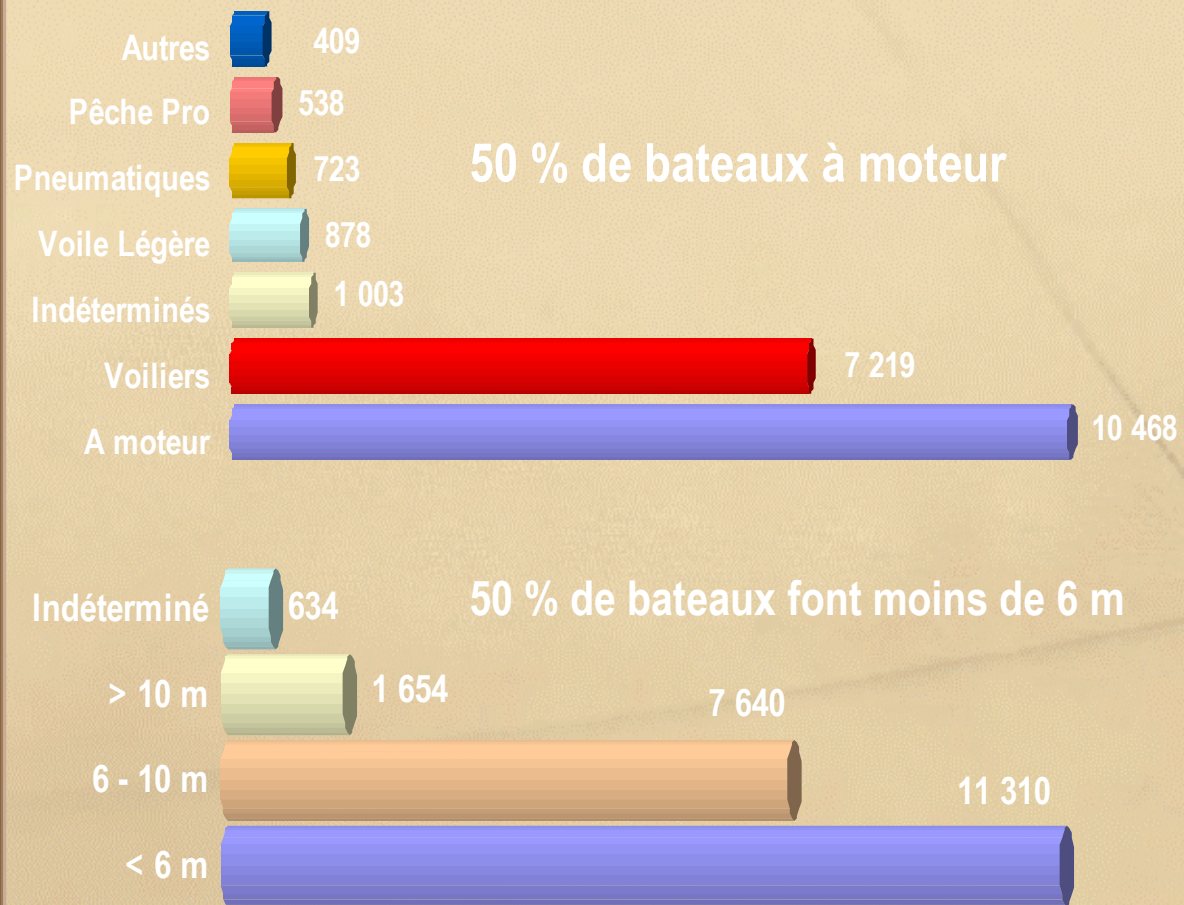 Autres 409
Pêche Pro 538
Pneumatiques 723
50 % de bateaux à moteur
Voile Légère 878
Indéterminés 1 003
Voiliers 7 219
A moteur 10 468
Indéterminé 634
50 % de bateaux font moins de 6 m
> 10 m 1 654
6 - 10 m 7 640
< 6 m 11 310